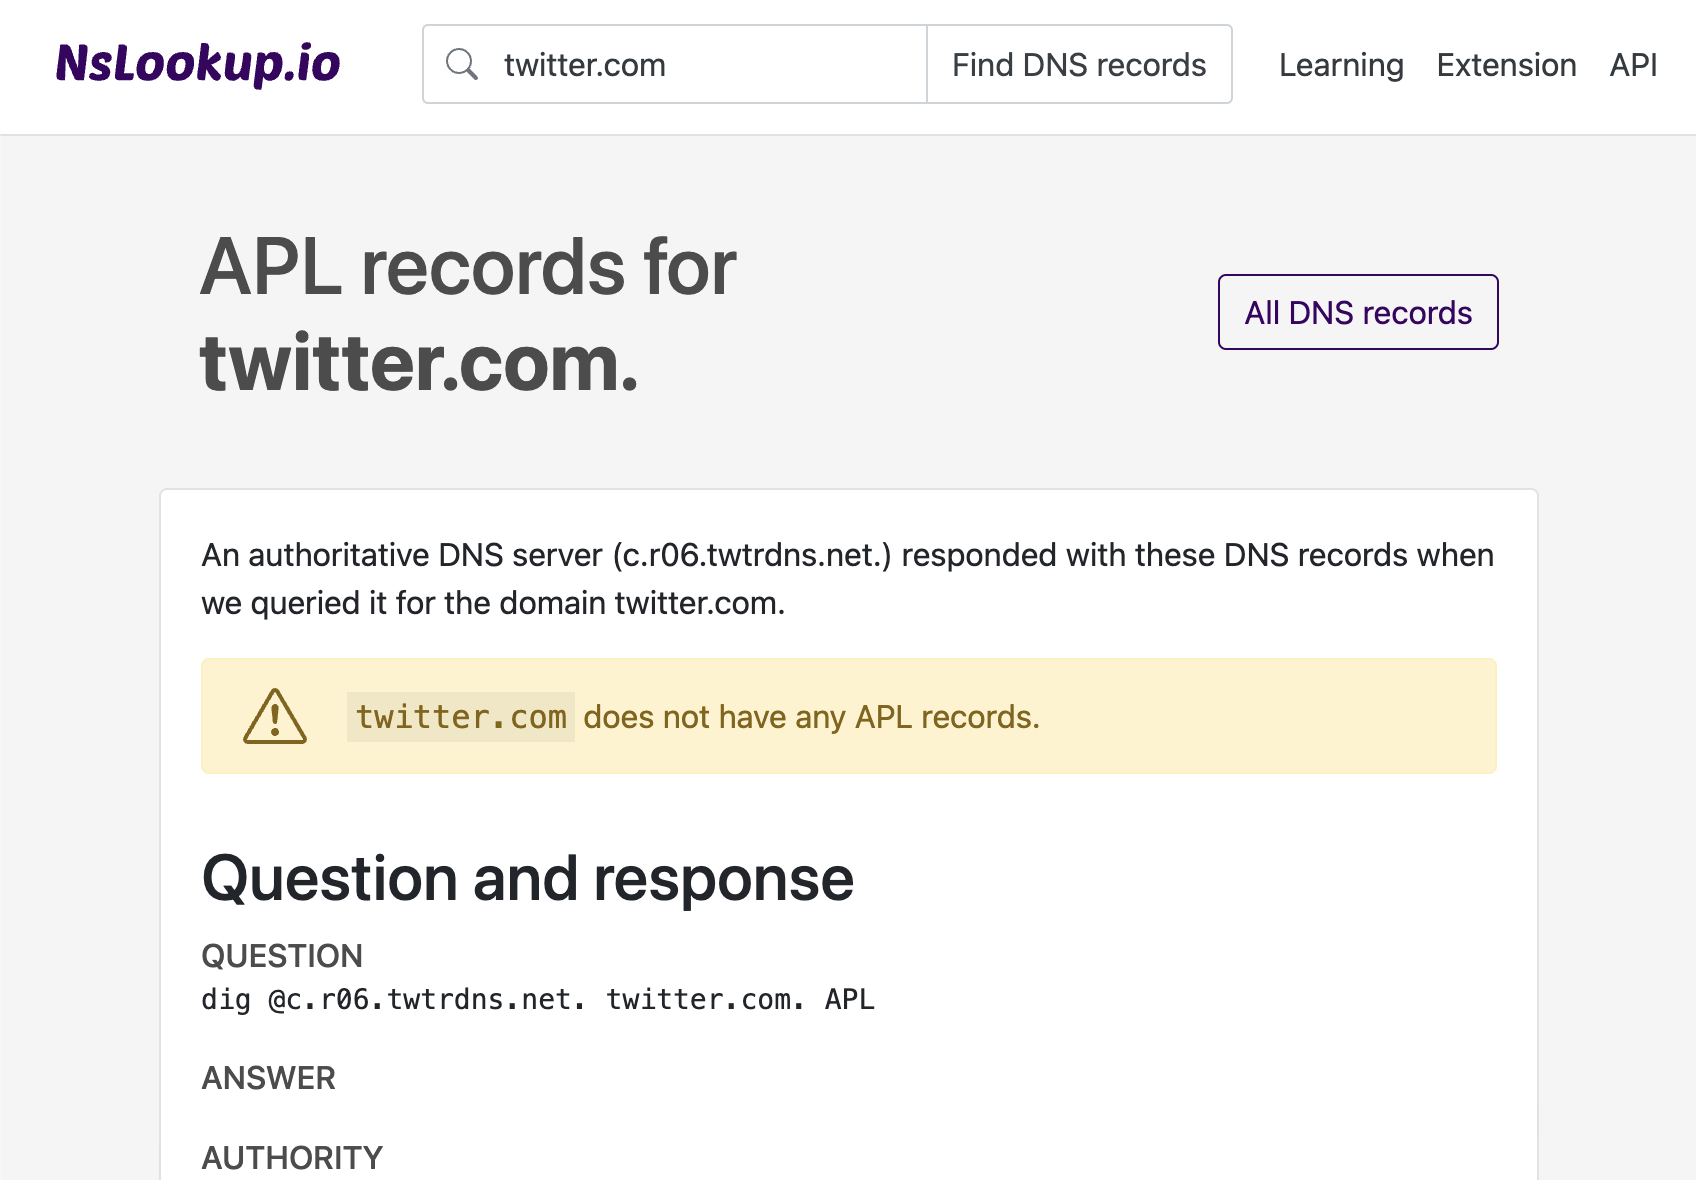 NsLookup.io
twitter.com
Find DNS records
Learning
Extension
API
APL records for
twitter.com.
All DNS records
An authoritative DNS server (c.r06.twtrdns.net.) responded with these DNS records when
we queried it for the domain twitter.com.
twitter.com does not have any APL records.
Question and response
QUESTION
dig @c.r06.twtrdns.net. twitter.com. APL
ANSWER
AUTHORITY